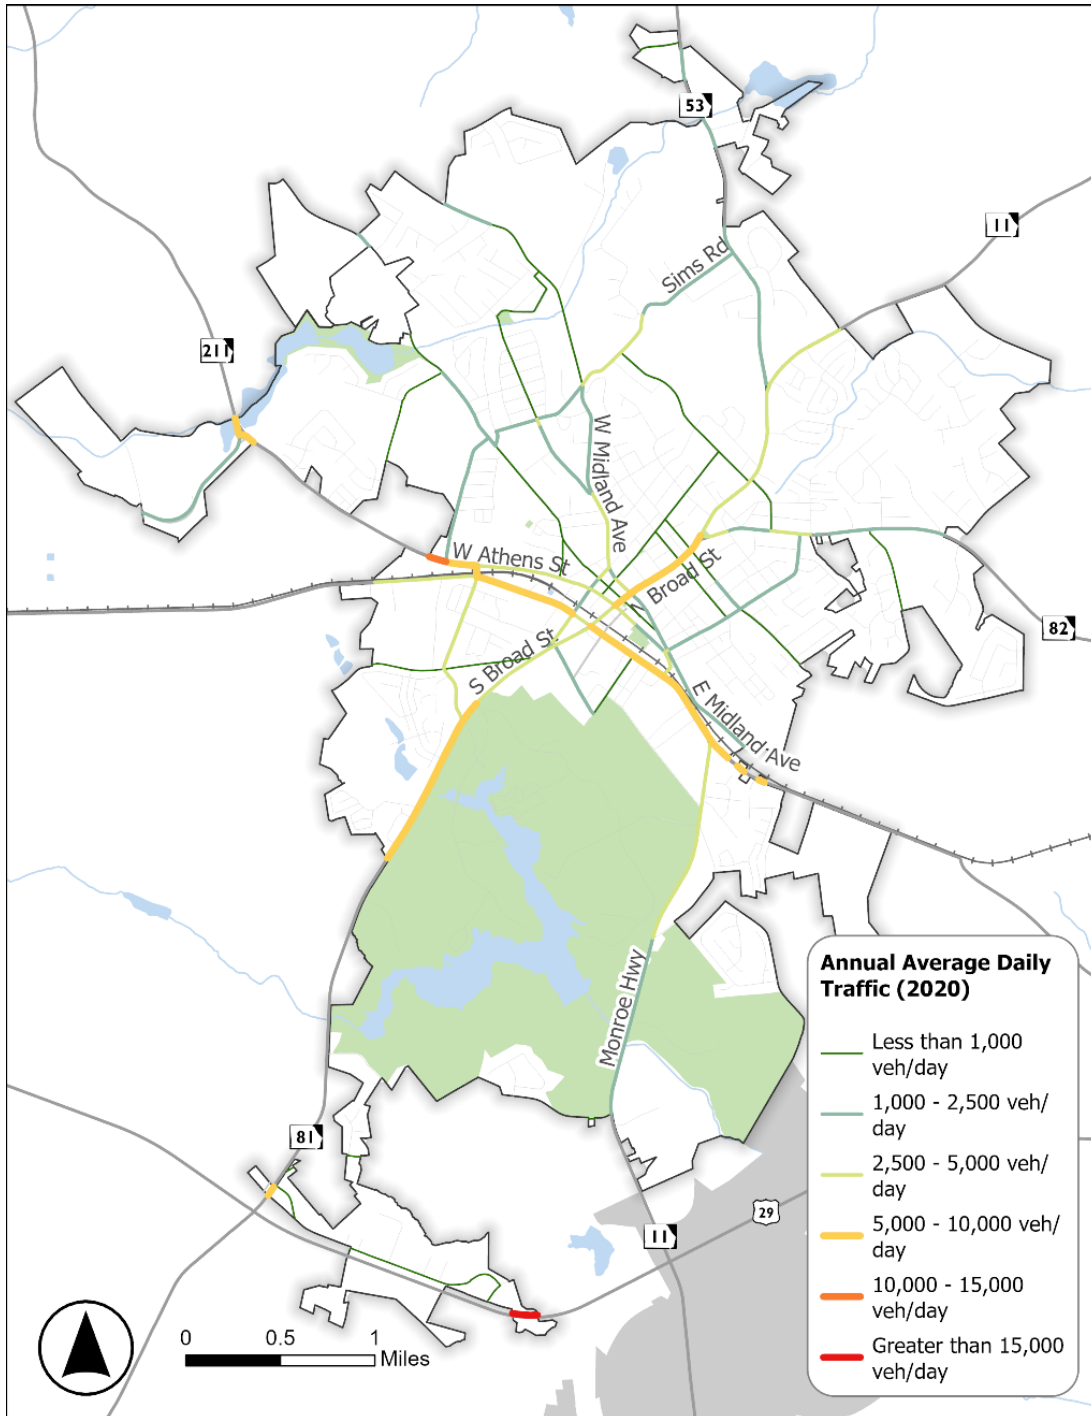 53
11
Sims Rd
211
W Midland Ave
W Athens St
N Broad St
82
S Broad St
E Midland Ave
Monroe Hwy
81
29
11
Annual Average Daily
Traffic (2020)
Less than 1,000
veh/day
1,000 - 2,500 veh/
day
2,500 - 5,000 veh/
day
5,000 - 10,000 veh/
day
10,000 - 15,000
veh/day
Greater than 15,000
veh/day
0 0.5 1
Miles